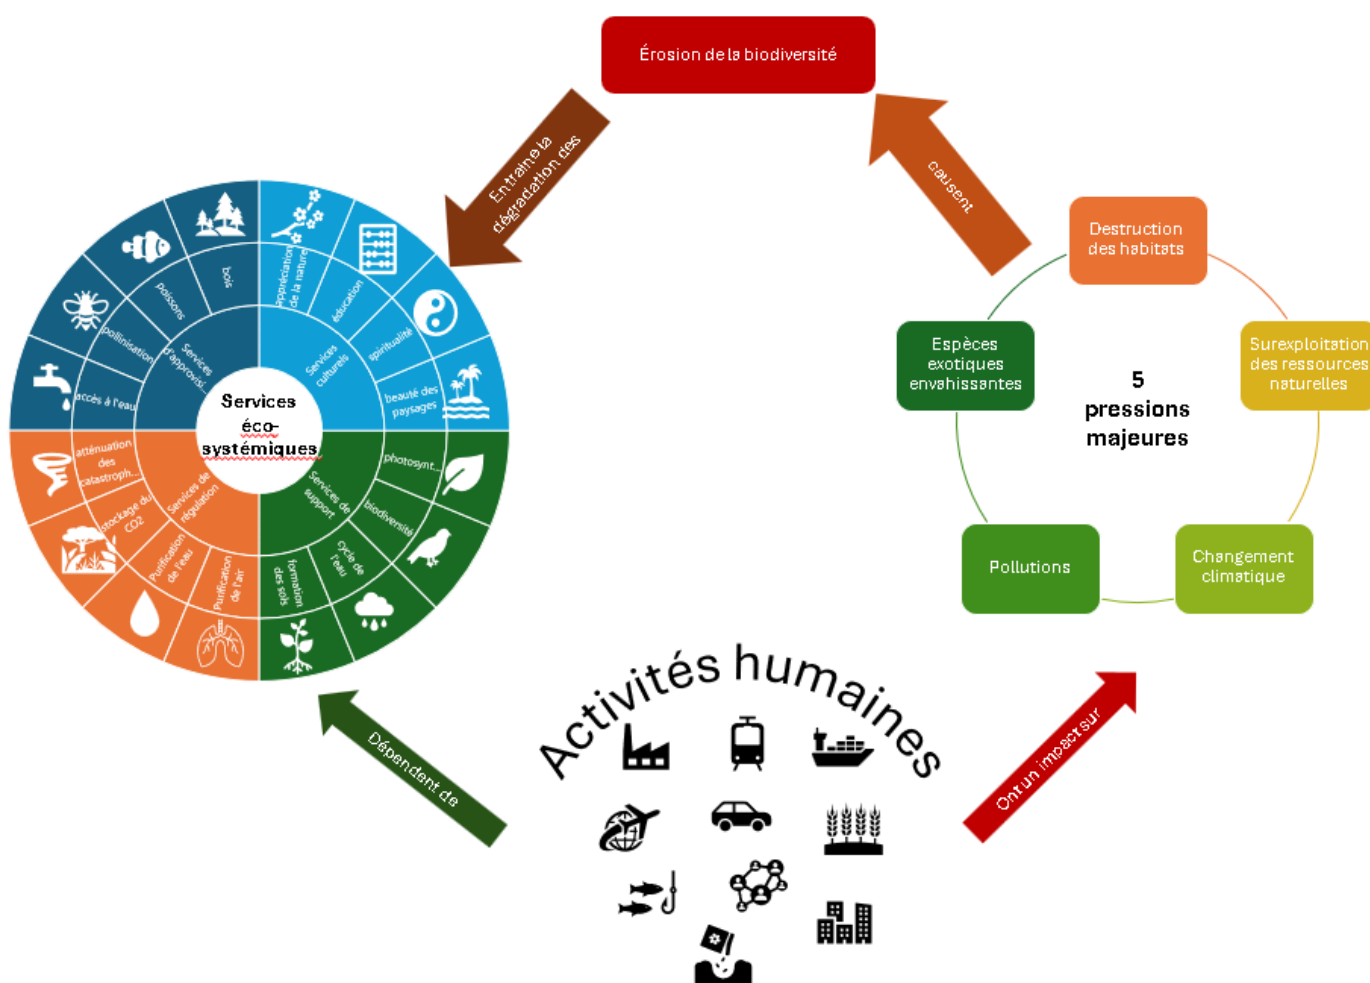 Érosion de la biodiversité
Entraine la
dégradation des
causent
Destruction
des habitats
Espèces
exotiques
envahissantes
Surexploitation
des ressources
naturelles
5
pressions
majeures
Pollutions
Changement
climatique
Services
éco-
systémiques
Services
d'approvisi...
bois
poissons
pollinisation
accès à l'eau
Services
culturels
appréciation
de la nature
éducation
spiritualité
beauté des
paysages
Services de
support
photosynt...
biodiversité
cycle de
l'eau
formation
des sols
Services de
régulation
Purification
de l'air
Purification
de l'eau
stockage du
CO2
atténuation
des
catastroph...
Dépendent de
Activités humaines
Ont un impact sur